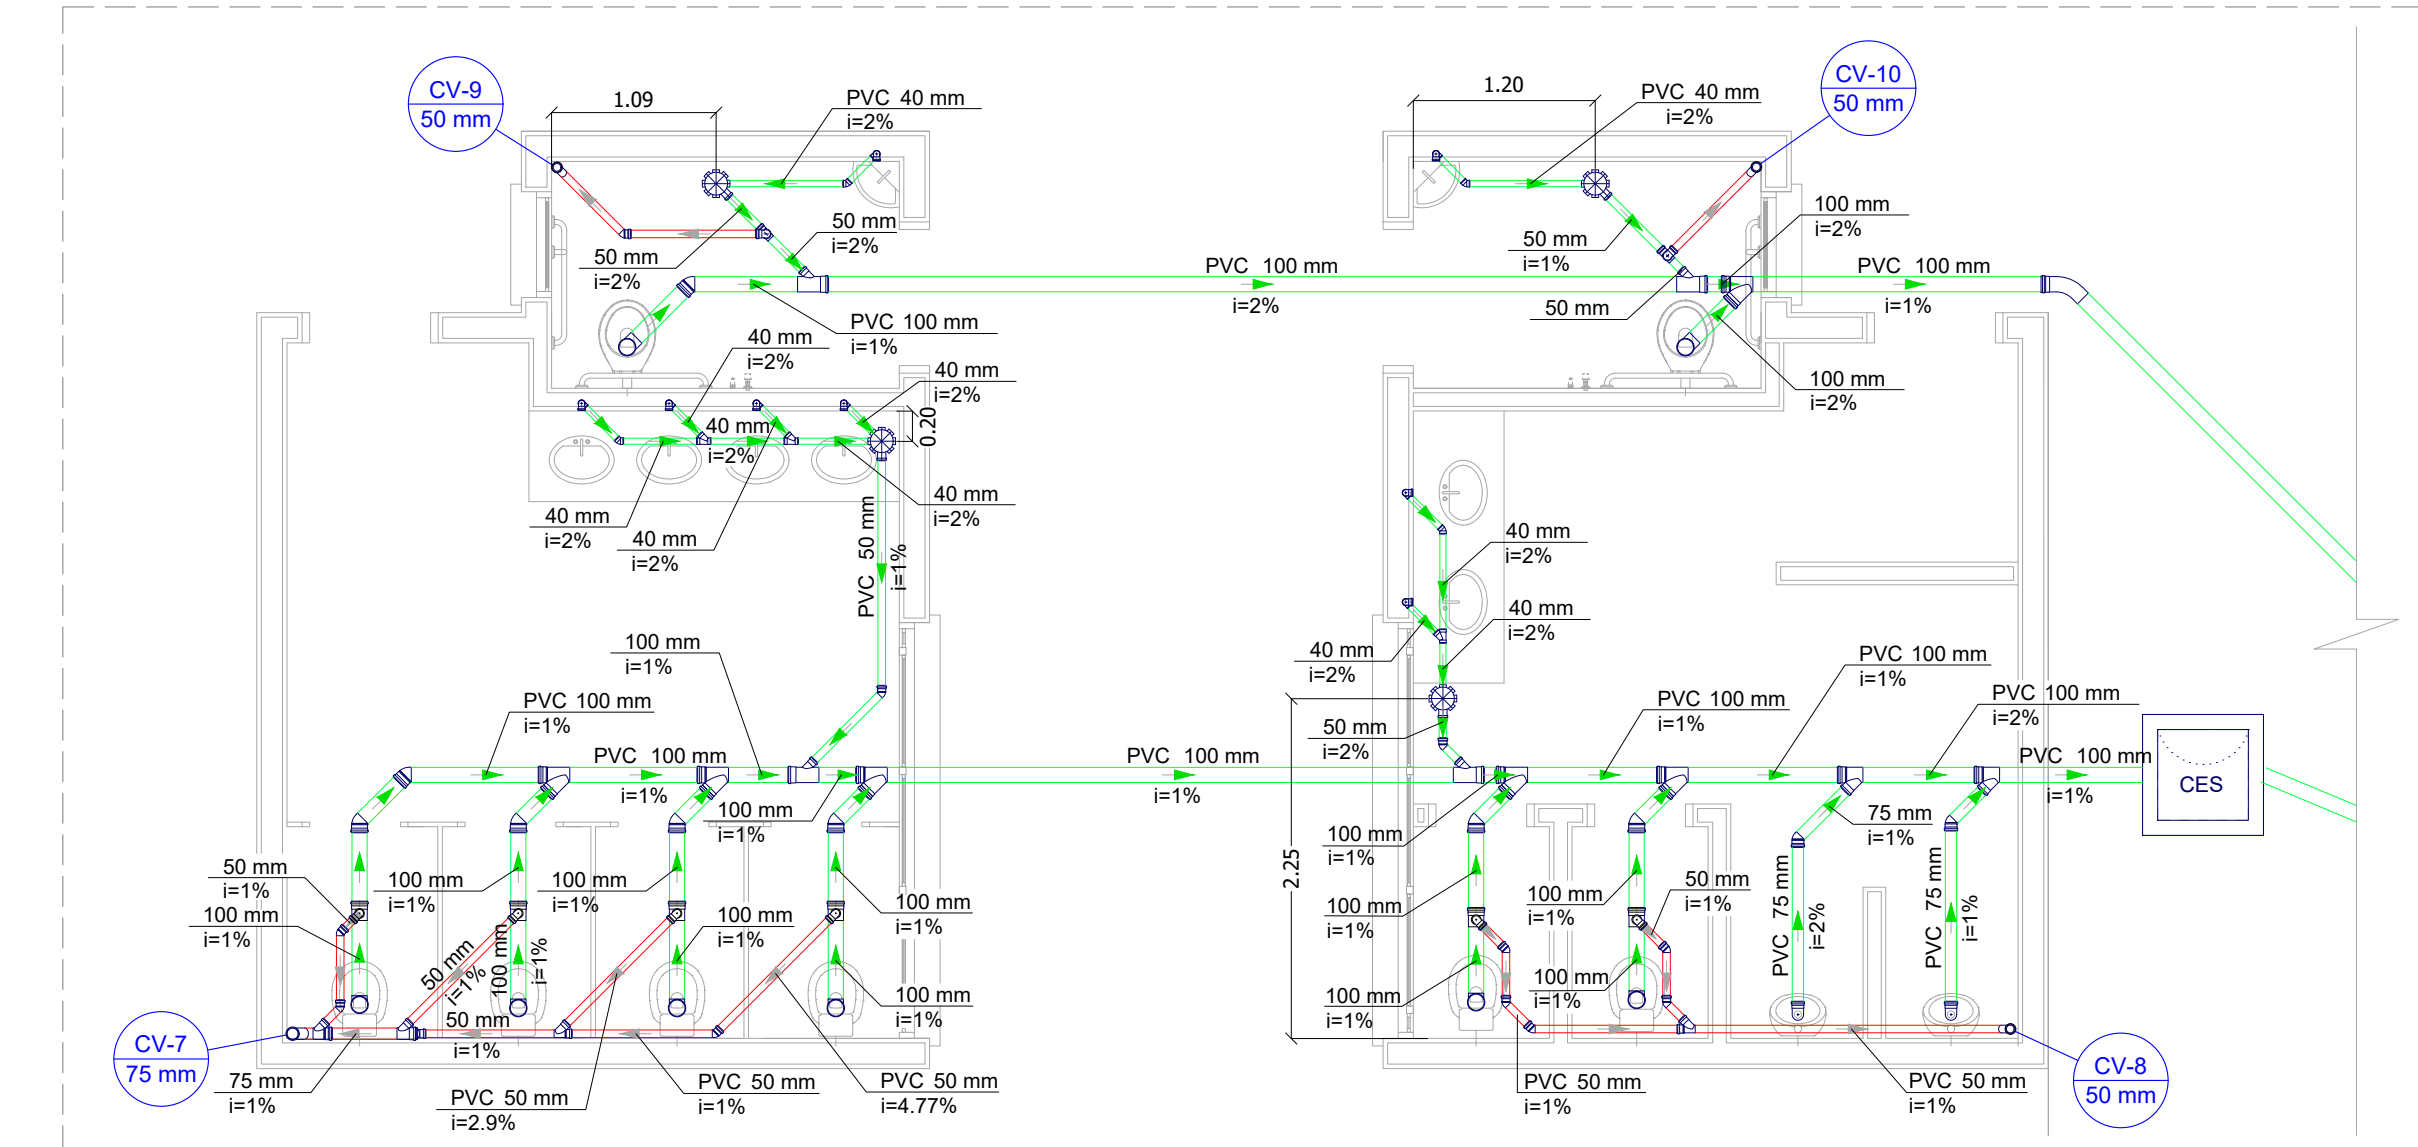 CV-9
50 mm
1.09
PVC 40 mm
i=2%
1.20
PVC 40 mm
i=2%
CV-10
50 mm
50 mm
i=2%
50 mm
i=2%
PVC 100 mm
i=1%
PVC 100 mm
i=2%
50 mm
i=1%
50 mm
100 mm
i=2%
PVC 100 mm
i=1%
100 mm
i=2%
40 mm
i=2%
40 mm
i=2%
0.20
40 mm
i=2%
40 mm
i=2%
40 mm
i=2%
40 mm
i=2%
PVC 50 mm
i=1%
40 mm
i=2%
40 mm
i=2%
40 mm
i=2%
50 mm
i=2%
100 mm
i=1%
PVC 100 mm
i=1%
PVC 100 mm
i=1%
100 mm
i=1%
PVC 100 mm
i=1%
PVC 100 mm
i=1%
PVC 100 mm
i=1%
PVC 100 mm
i=2%
PVC 100 mm
i=1%
CES
50 mm
i=1%
100 mm
i=1%
100 mm
i=1%
100 mm
i=1%
100 mm
i=1%
100 mm
i=1%
100 mm
i=1%
50 mm
i=1%
100 mm
i=1%
50 mm
i=1%
2.25
100 mm
i=1%
100 mm
i=1%
100 mm
i=1%
100 mm
i=1%
50 mm
i=1%
100 mm
i=1%
75 mm
i=1%
PVC 75 mm
i=2%
PVC 75 mm
i=1%
CV-7
75 mm
75 mm
i=1%
PVC 50 mm
i=2.9%
PVC 50 mm
i=1%
PVC 50 mm
i=4.77%
PVC 50 mm
i=1%
PVC 50 mm
i=1%
CV-8
50 mm